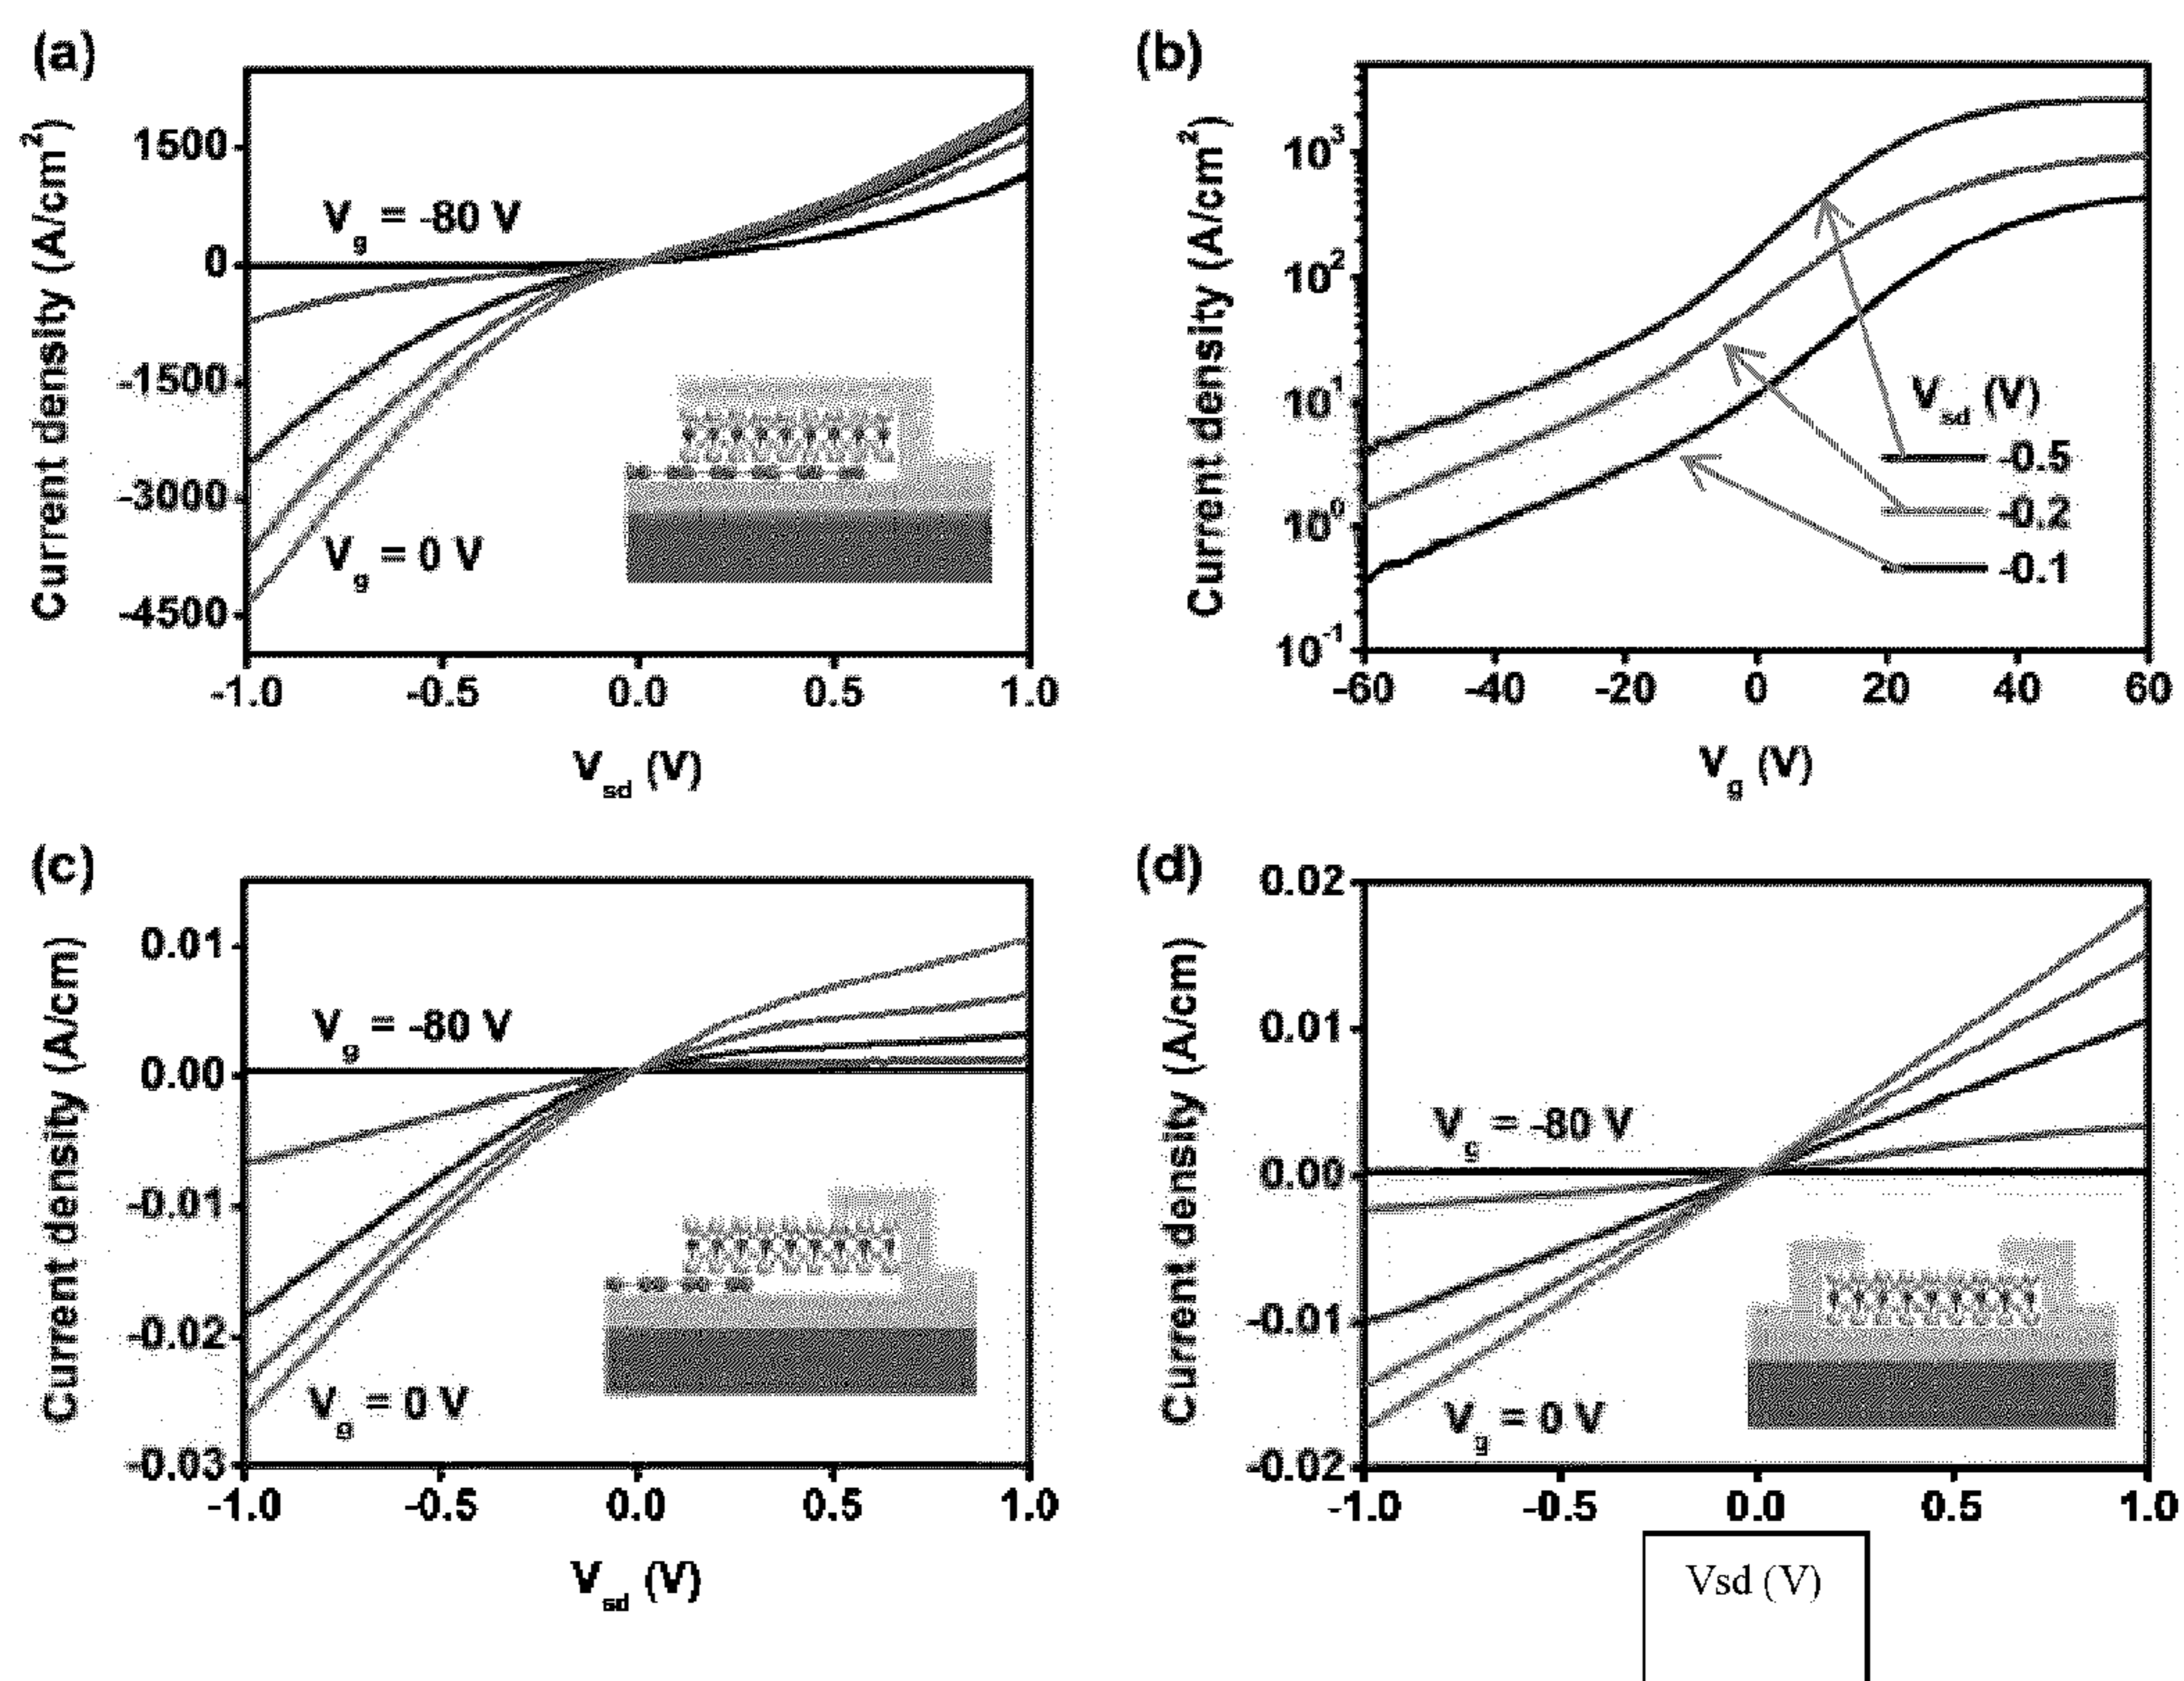 (a)
Current density (A/cm²)
1500
0
-1500
-3000
-4500
Vg = -80 V
Vg = 0 V
-1.0 -0.5 0.0 0.5 1.0
Vsd (V)
(b)
Current density (A/cm²)
10³
10²
10¹
10⁰
10⁻¹
Vsd (V)
-0.5
-0.2
-0.1
-60 -40 -20 0 20 40 60
Vg (V)
(c)
Current density (A/cm)
0.01
0.00
-0.01
-0.02
-0.03
Vg = -80 V
Vg = 0 V
-1.0 -0.5 0.0 0.5 1.0
Vsd (V)
(d)
Current density (A/cm)
0.02
0.01
0.00
-0.01
-0.02
Vg = -80 V
Vg = 0 V
-1.0 -0.5 0.0 0.5 1.0
Vsd (V)